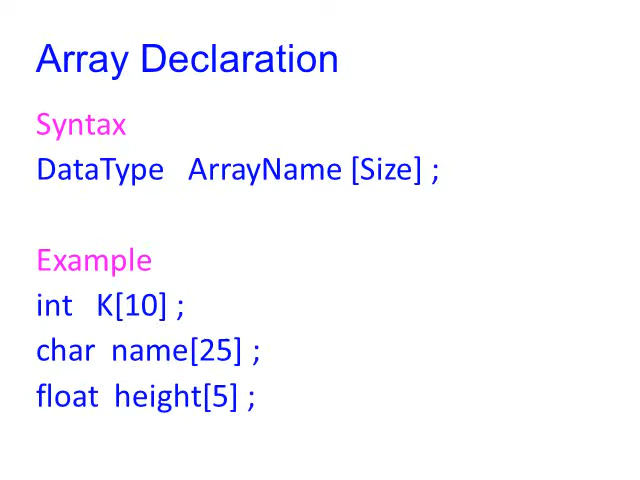 Array Declaration
Syntax
DataType ArrayName [Size] ;
Example
int K[10] ;
char name[25] ;
float height[5] ;